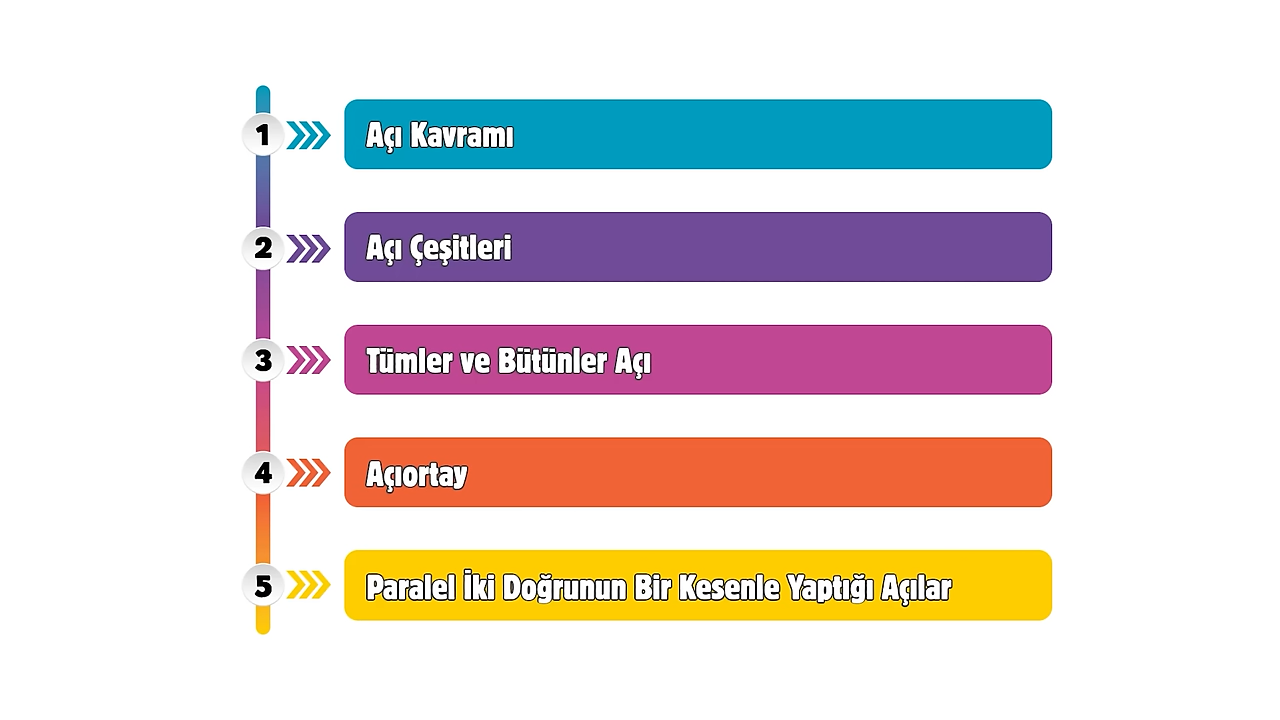 1 Açı Kavramı
2 Açı Çeşitleri
3 Tümler ve Bütünler Açı
4 Açıortay
5 Paralel İki Doğrunun Bir Kesenle Yaptığı Açılar